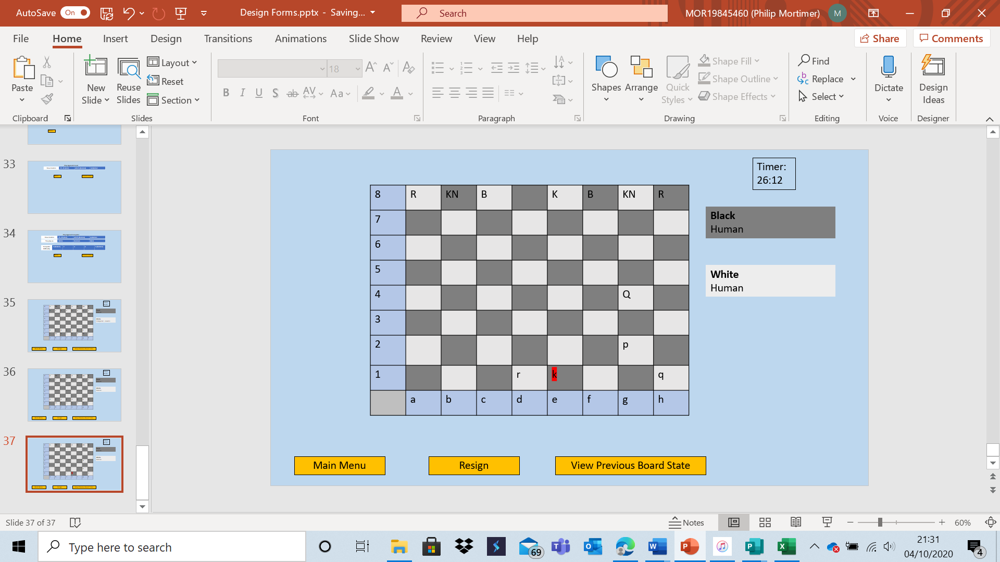 AutoSave On Design Forms.pptx - Saving... Search MOR19845460 (Philip Mortimer) M
File Home Insert Design Transitions Animations Slide Show Review View Help Share Comments
Paste
New Slide
Reuse Slides
Layout
Reset
Section
18
B I U S ab AV Aa A
Shapes Arrange Quick Styles
Shape Fill
Shape Outline
Shape Effects
Find
Replace
Select
Dictate
Design Ideas
Clipboard Slides Font Paragraph Drawing Editing Voice Designer
33
34
35
36
37
Timer:
26:12
8 R KN B K B KN R
7
6
5
4 Q
3
2 p
1 r k q
a b c d e f g h
Black
Human
White
Human
Main Menu Resign View Previous Board State
Slide 37 of 37 Notes 60%
Type here to search 69 21:31
04/10/2020 4